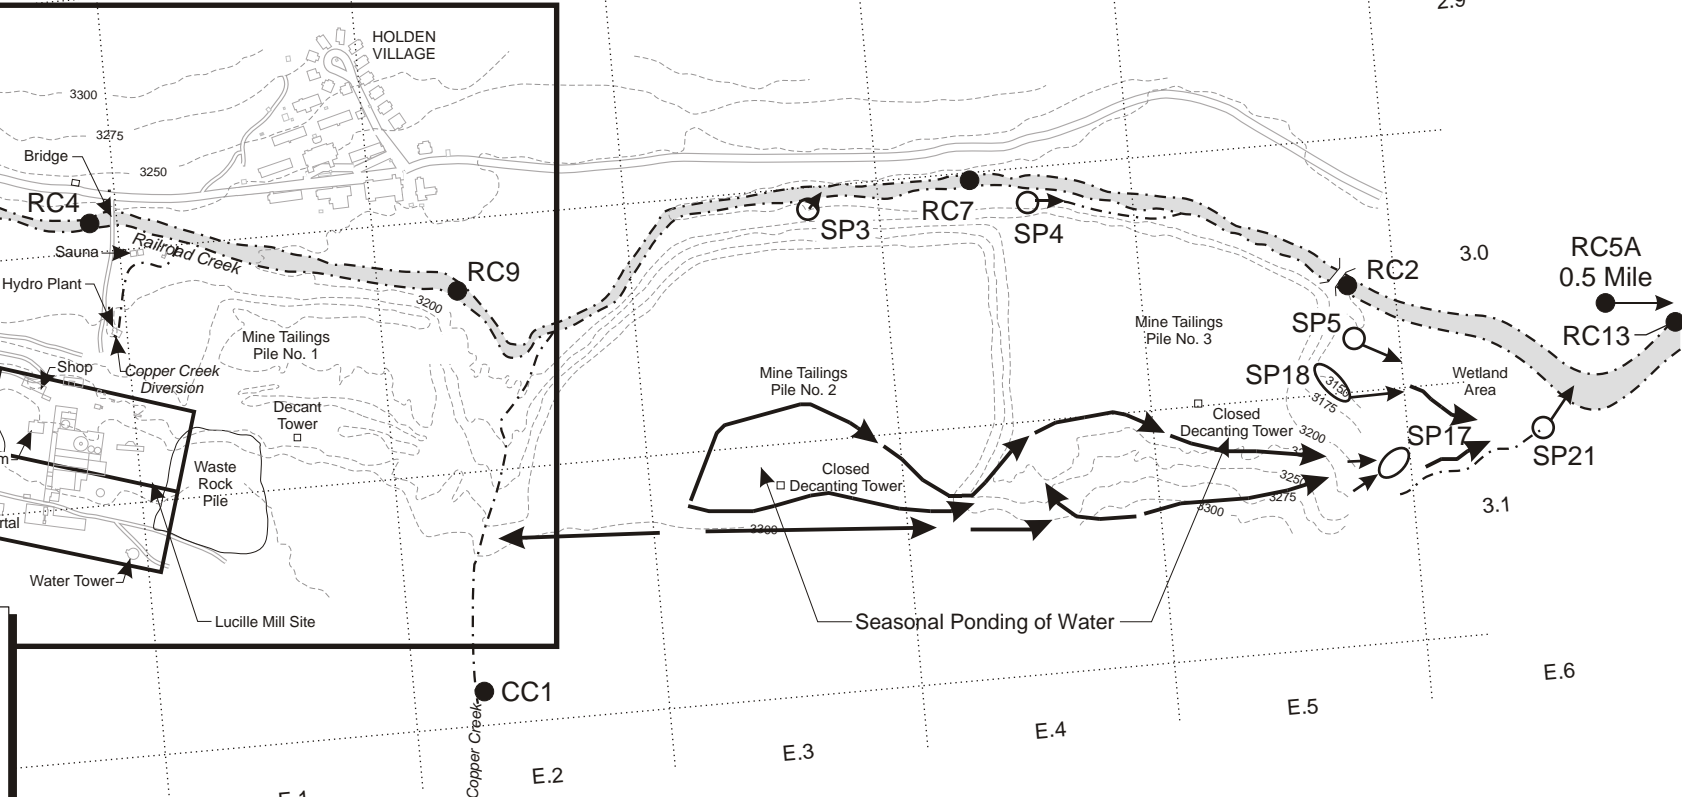 2.9
HOLDEN
VILLAGE
3300
3275
Bridge
3250
RC4
Railroad Creek
Sauna
Hydro Plant
RC9
3200
SP3
RC7
SP4
RC2
3.0
RC5A
0.5 Mile
RC13
Mine Tailings
Pile No. 1
Mine Tailings
Pile No. 3
SP5
Shop
Copper Creek
Diversion
Mine Tailings
Pile No. 2
SP18
3150
3175
Wetland
Area
Decant
Tower
Closed
Decanting Tower
3200
SP17
SP21
Waste
Rock
Pile
Closed
Decanting Tower
3250
3275
3300
3300
3.1
m
rtal
Water Tower
Lucille Mill Site
Seasonal Ponding of Water
CC1
Copper Creek
E.1
E.2
E.3
E.4
E.5
E.6